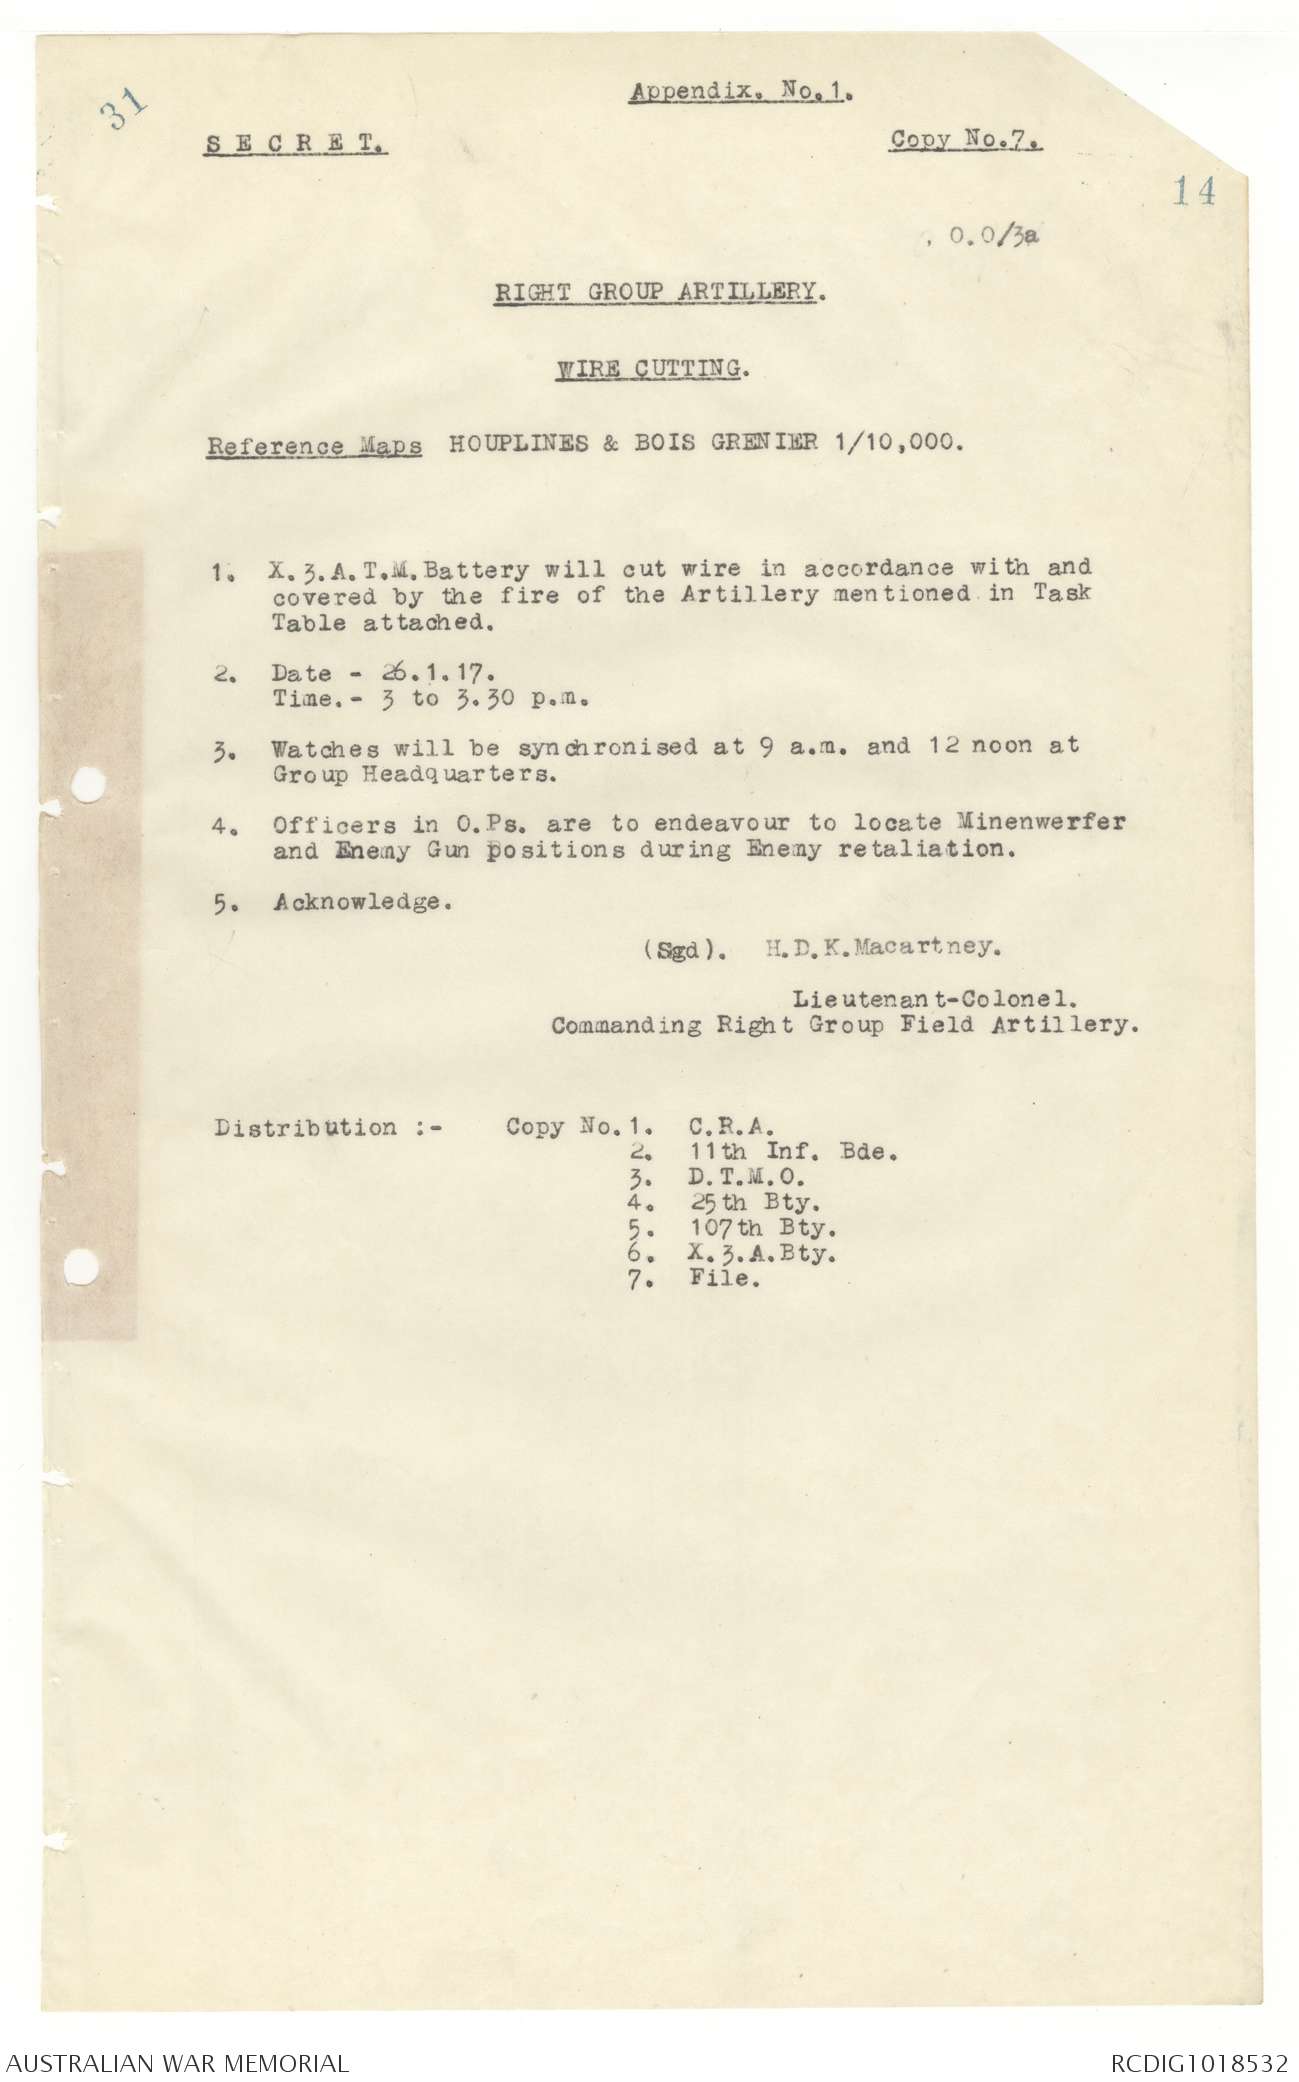 31
Appendix. No.1.
S E C R E T.
Copy No.7.
14
O.O/3a
RIGHT GROUP ARTILLERY.
WIRE CUTTING.
Reference Maps HOUPLINES & BOIS GRENIER 1/10,000.
1. X.3.A.T.M.Battery will cut wire in accordance with and
covered by the fire of the Artillery mentioned in Task
Table attached.
2. Date - 26.1.17.
Time.- 3 to 3.30 p.m.
3. Watches will be synchronised at 9 a.m. and 12 noon at
Group Headquarters.
4. Officers in O.Ps. are to endeavour to locate Minenwerfer
and Enemy Gun positions during Enemy retaliation.
5. Acknowledge.
(Sgd). H.D.K.Macartney.
Lieutenant-Colonel.
Commanding Right Group Field Artillery.
Distribution :- Copy No.1. C.R.A.
2. 11th Inf. Bde.
3. D.T.M.O.
4. 25th Bty.
5. 107th Bty.
6. X.3.A.Bty.
7. File.
AUSTRALIAN WAR MEMORIAL
RCDIG1018532